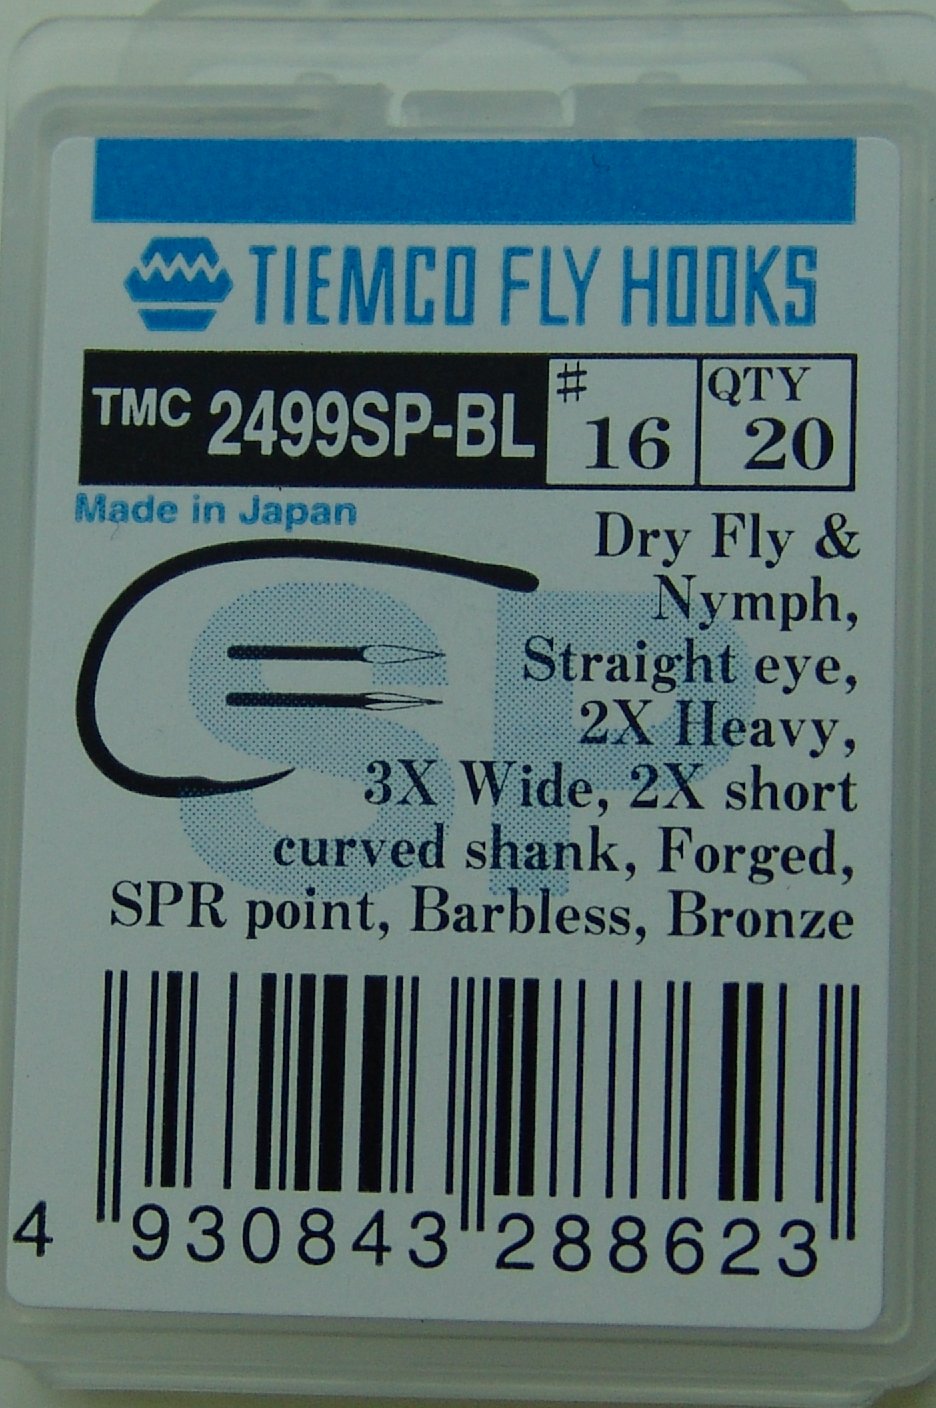 TIEMCO FLY HOOKS
TMC 2499SP-BL # 16 QTY 20
Made in Japan
SP
Dry Fly &
Nymph,
Straight eye,
2X Heavy,
3X Wide, 2X short
curved shank, Forged,
SPR point, Barbless, Bronze
4 930843 288623